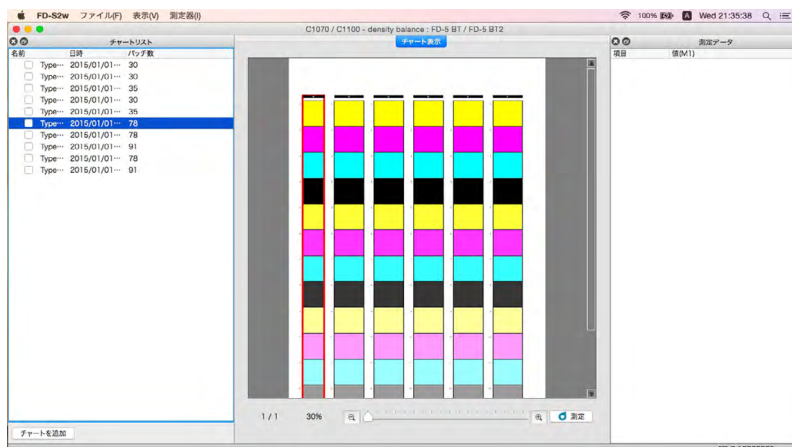 FD-S2w ファイル(F) 表示(V) 測定器(I) 100% Wed 21:35:38
C1070 / C1100 - density balance : FD-5 BT / FD-5 BT2
チャートリスト チャート表示 測定データ
名前 日時 パッチ数 項目 値(M1)
Type… 2015/01/01… 30
Type… 2015/01/01… 30
Type… 2015/01/01… 35
Type… 2015/01/01… 30
Type… 2015/01/01… 35
Type… 2015/01/01… 78
Type… 2015/01/01… 78
Type… 2015/01/01… 91
Type… 2015/01/01… 78
Type… 2015/01/01… 91
1 / 1 30% 測定
チャートを追加